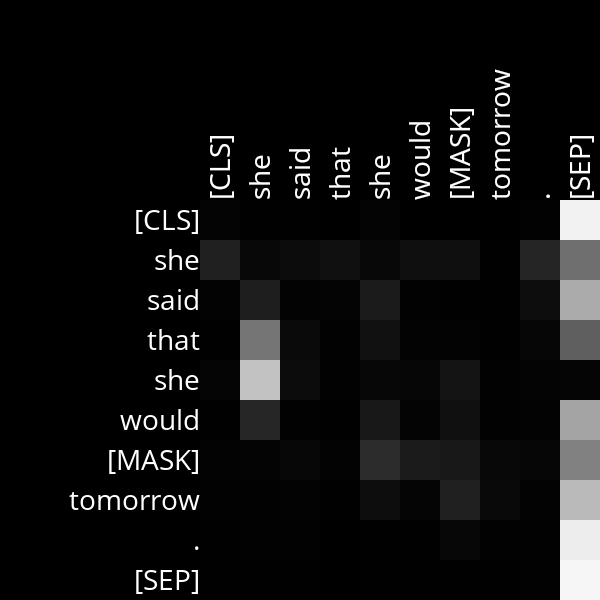 [CLS] she said that she would [MASK] tomorrow . [SEP]
[CLS]
she
said
that
she
would
[MASK]
tomorrow
.
[SEP]